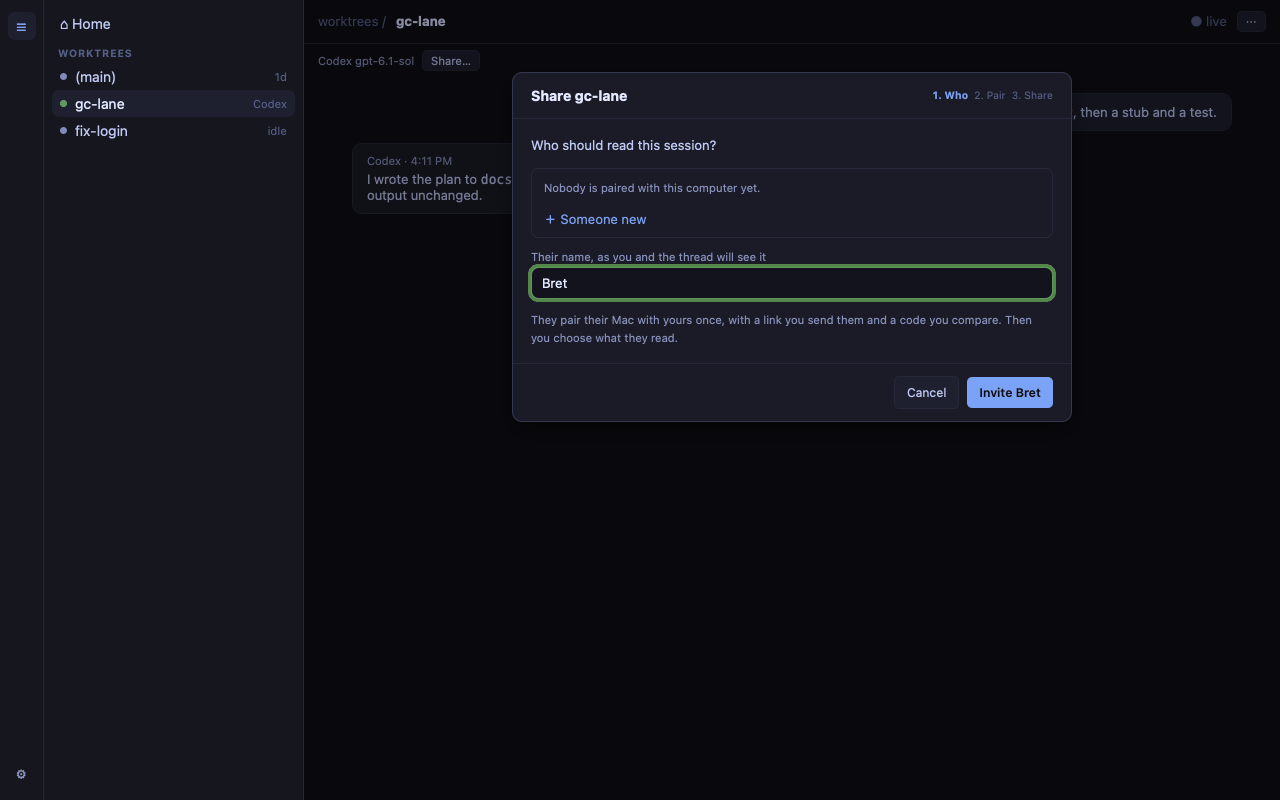 Home
WORKTREES
(main) 1d
gc-lane Codex
fix-login idle
worktrees / gc-lane
live
Codex gpt-6.1-sol Share…
, then a stub and a test.
Codex · 4:11 PM
I wrote the plan to docs
output unchanged.
Share gc-lane
1. Who 2. Pair 3. Share
Who should read this session?
Nobody is paired with this computer yet.
+ Someone new
Their name, as you and the thread will see it
Bret
They pair their Mac with yours once, with a link you send them and a code you compare. Then
you choose what they read.
Cancel
Invite Bret